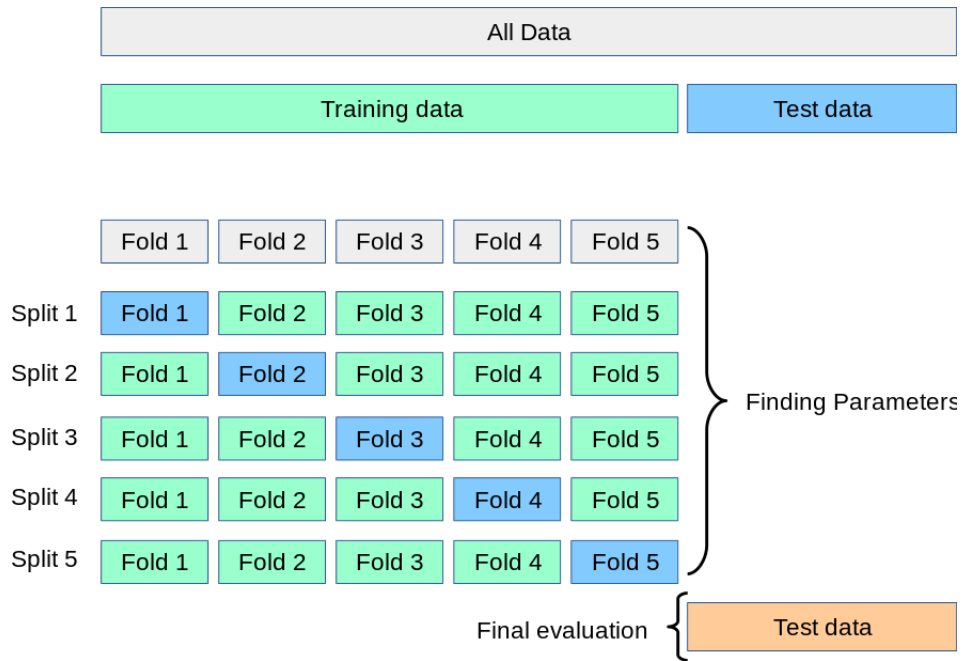 All Data
Training data Test data
Fold 1 Fold 2 Fold 3 Fold 4 Fold 5
Split 1 Fold 1 Fold 2 Fold 3 Fold 4 Fold 5
Split 2 Fold 1 Fold 2 Fold 3 Fold 4 Fold 5
Finding Parameters
Split 3 Fold 1 Fold 2 Fold 3 Fold 4 Fold 5
Split 4 Fold 1 Fold 2 Fold 3 Fold 4 Fold 5
Split 5 Fold 1 Fold 2 Fold 3 Fold 4 Fold 5
Final evaluation Test data